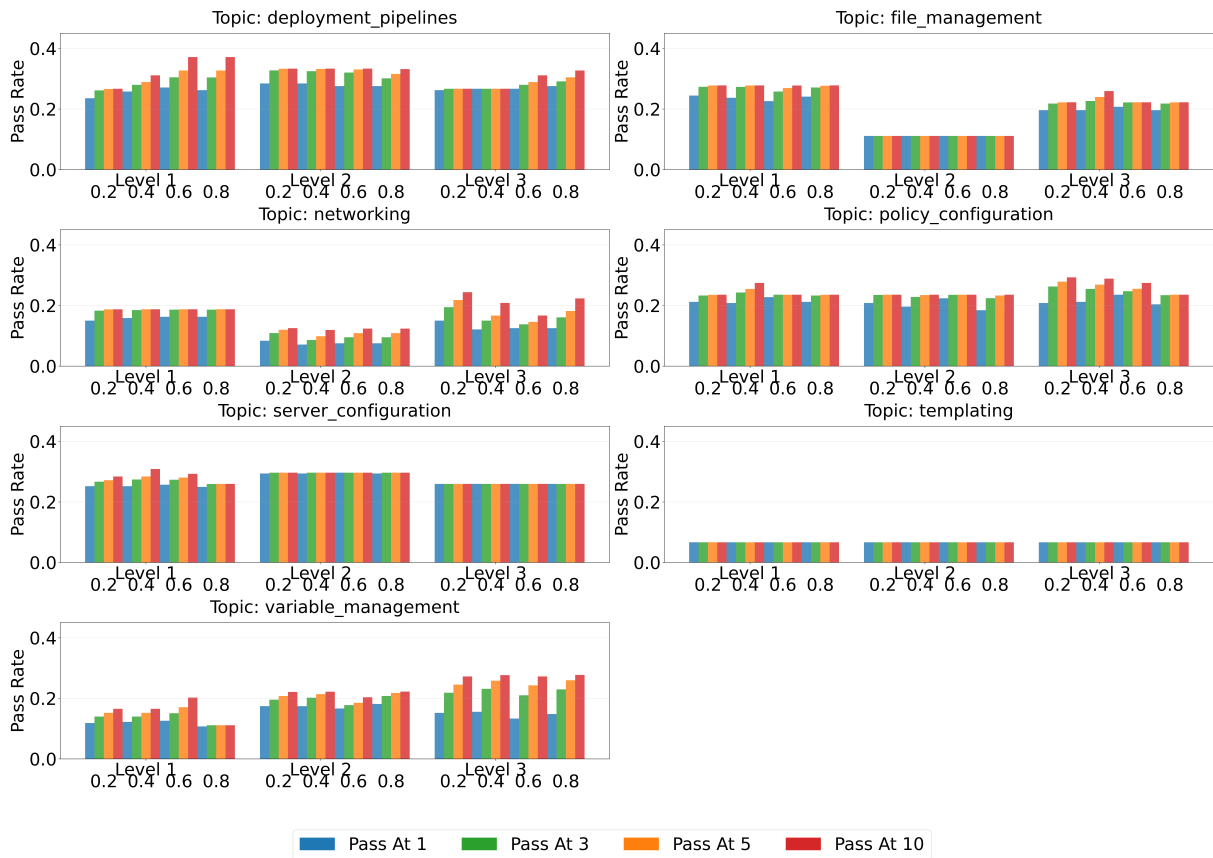 Topic: deployment_pipelines
Pass Rate
0.4
0.2
0.0
Level 1 Level 2 Level 3
0.2 0.4 0.6 0.8 0.2 0.4 0.6 0.8 0.2 0.4 0.6 0.8
Topic: file_management
Pass Rate
0.4
0.2
0.0
Level 1 Level 2 Level 3
0.2 0.4 0.6 0.8 0.2 0.4 0.6 0.8 0.2 0.4 0.6 0.8
Topic: networking
Pass Rate
0.4
0.2
0.0
Level 1 Level 2 Level 3
0.2 0.4 0.6 0.8 0.2 0.4 0.6 0.8 0.2 0.4 0.6 0.8
Topic: policy_configuration
Pass Rate
0.4
0.2
0.0
Level 1 Level 2 Level 3
0.2 0.4 0.6 0.8 0.2 0.4 0.6 0.8 0.2 0.4 0.6 0.8
Topic: server_configuration
Pass Rate
0.4
0.2
0.0
Level 1 Level 2 Level 3
0.2 0.4 0.6 0.8 0.2 0.4 0.6 0.8 0.2 0.4 0.6 0.8
Topic: templating
Pass Rate
0.4
0.2
0.0
Level 1 Level 2 Level 3
0.2 0.4 0.6 0.8 0.2 0.4 0.6 0.8 0.2 0.4 0.6 0.8
Topic: variable_management
Pass Rate
0.4
0.2
0.0
Level 1 Level 2 Level 3
0.2 0.4 0.6 0.8 0.2 0.4 0.6 0.8 0.2 0.4 0.6 0.8
Pass At 1 Pass At 3 Pass At 5 Pass At 10